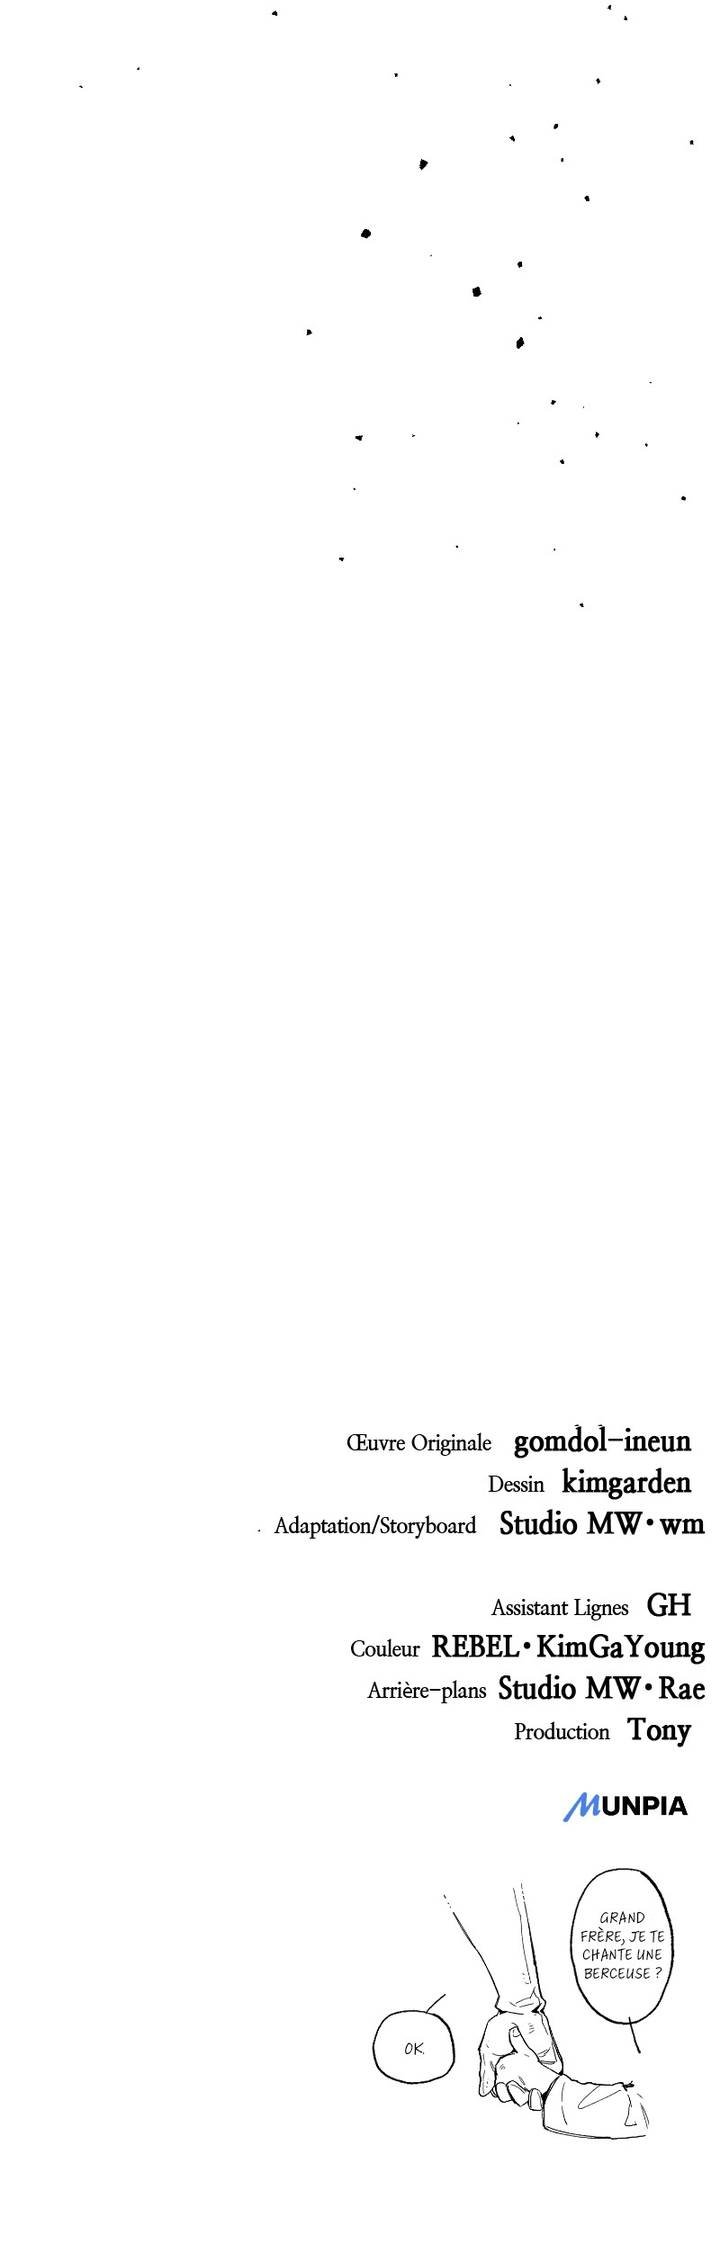 Œuvre Originale gomdol-ineun
Dessin kimgarden
Adaptation/Storyboard Studio MW•wm
Assistant Lignes GH
Couleur REBEL•KimGaYoung
Arrière-plans Studio MW•Rae
Production Tony
MUNPIA
GRAND
FRÈRE, JE TE
CHANTE UNE
BERCEUSE ?
OK.